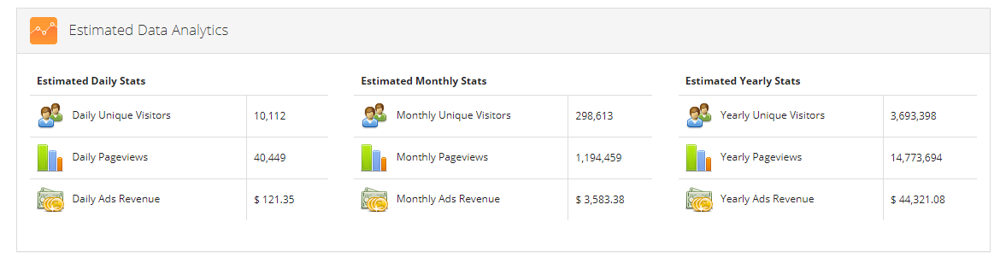 Estimated Data Analytics
Estimated Daily Stats
Daily Unique Visitors 10,112
Daily Pageviews 40,449
Daily Ads Revenue $ 121.35
Estimated Monthly Stats
Monthly Unique Visitors 298,613
Monthly Pageviews 1,194,459
Monthly Ads Revenue $ 3,583.38
Estimated Yearly Stats
Yearly Unique Visitors 3,693,398
Yearly Pageviews 14,773,694
Yearly Ads Revenue $ 44,321.08